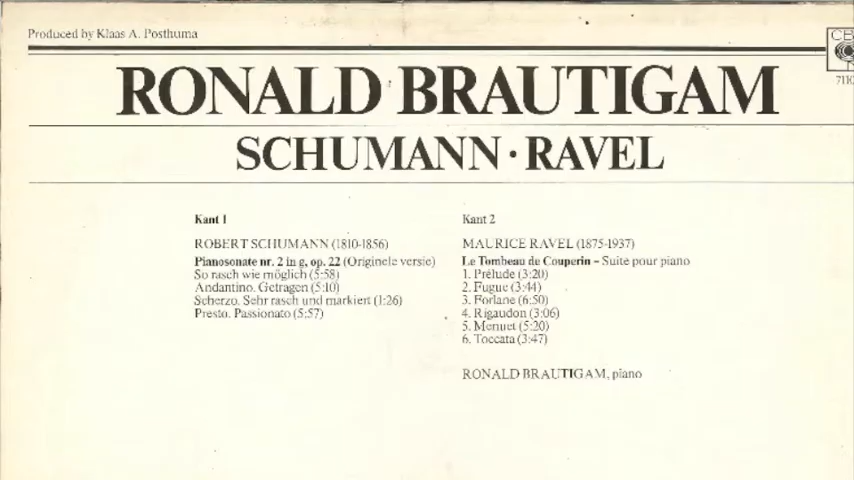 Produced by Klaas A. Posthuma
CBS
7110
RONALD BRAUTIGAM
SCHUMANN · RAVEL
Kant 1
ROBERT SCHUMANN (1810-1856)
Pianosonate nr. 2 in g, op. 22 (Originele versie)
So rasch wie möglich (5:58)
Andantino. Getragen (5:10)
Scherzo. Sehr rasch und markiert (1:26)
Presto. Passionato (5:57)
Kant 2
MAURICE RAVEL (1875-1937)
Le Tombeau de Couperin – Suite pour piano
1. Prélude (3:20)
2. Fugue (3:44)
3. Forlane (6:50)
4. Rigaudon (3:06)
5. Menuet (5:20)
6. Toccata (3:47)
RONALD BRAUTIGAM, piano